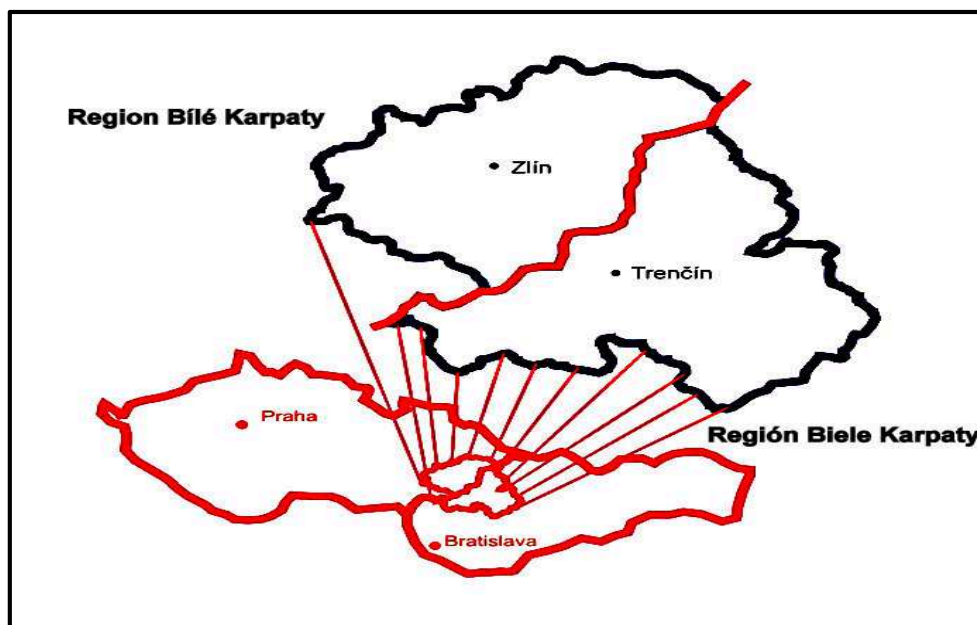 Region Bílé Karpaty
Zlín
Trenčín
Praha
Región Biele Karpaty
Bratislava